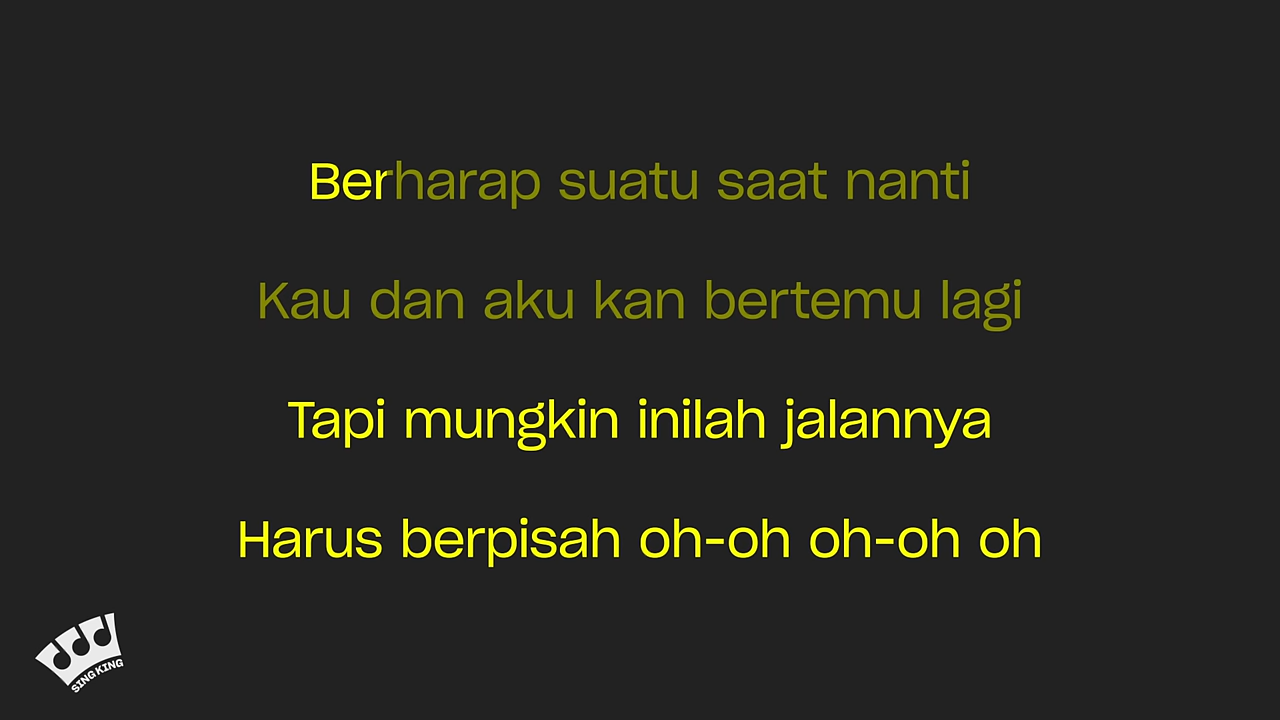 Berharap suatu saat nanti
Kau dan aku kan bertemu lagi
Tapi mungkin inilah jalannya
Harus berpisah oh-oh oh-oh oh
SING KING